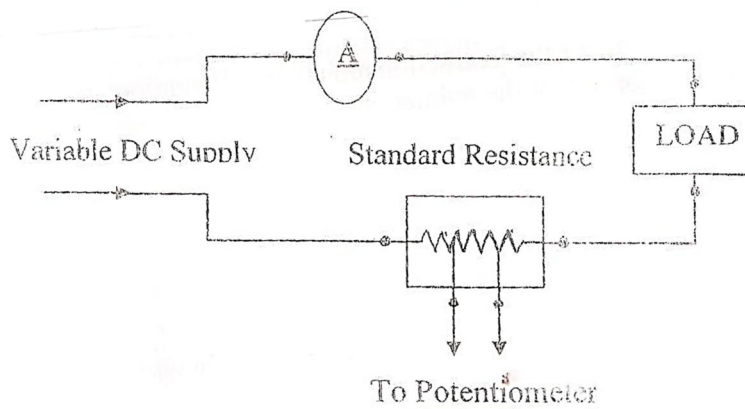 A
LOAD
Variable DC Supply
Standard Resistance
To Potentiometer